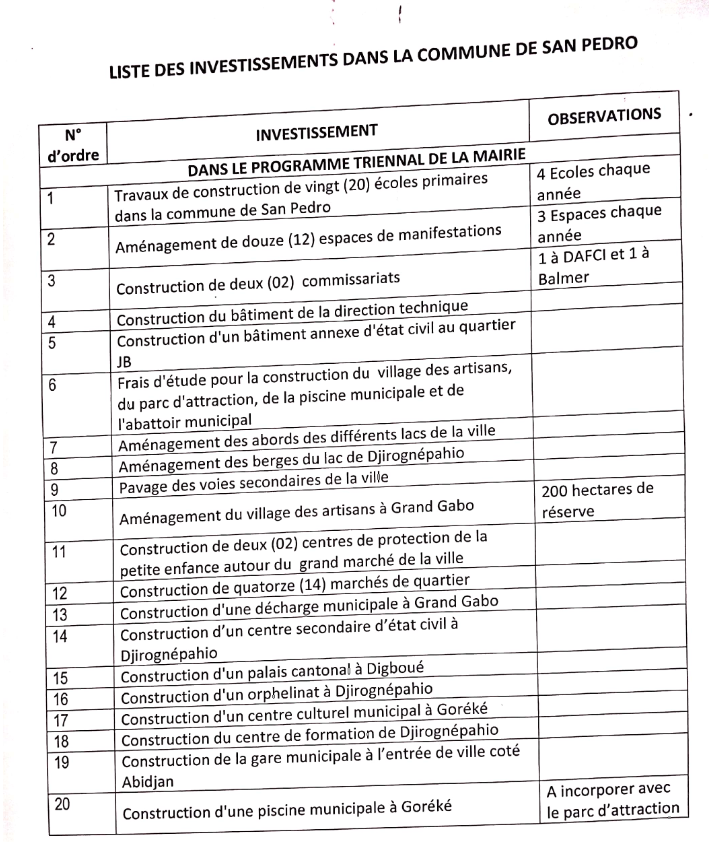 LISTE DES INVESTISSEMENTS DANS LA COMMUNE DE SAN PEDRO
N° d'ordre
INVESTISSEMENT
OBSERVATIONS
DANS LE PROGRAMME TRIENNAL DE LA MAIRIE
1
Travaux de construction de vingt (20) écoles primaires
dans la commune de San Pedro
4 Ecoles chaque
année
2
Aménagement de douze (12) espaces de manifestations
3 Espaces chaque
année
3
Construction de deux (02) commissariats
1 à DAFCI et 1 à
Balmer
4
Construction du bâtiment de la direction technique
5
Construction d'un bâtiment annexe d'état civil au quartier
JB
6
Frais d'étude pour la construction du village des artisans,
du parc d'attraction, de la piscine municipale et de
l'abattoir municipal
7
Aménagement des abords des différents lacs de la ville
8
Aménagement des berges du lac de Djirognépahio
9
Pavage des voies secondaires de la ville
10
Aménagement du village des artisans à Grand Gabo
200 hectares de
réserve
11
Construction de deux (02) centres de protection de la
petite enfance autour du grand marché de la ville
12
Construction de quatorze (14) marchés de quartier
13
Construction d'une décharge municipale à Grand Gabo
14
Construction d'un centre secondaire d'état civil à
Djirognépahio
15
Construction d'un palais cantonal à Digboué
16
Construction d'un orphelinat à Djirognépahio
17
Construction d'un centre culturel municipal à Goréké
18
Construction du centre de formation de Djirognépahio
19
Construction de la gare municipale à l'entrée de ville coté
Abidjan
20
Construction d'une piscine municipale à Goréké
A incorporer avec
le parc d'attraction